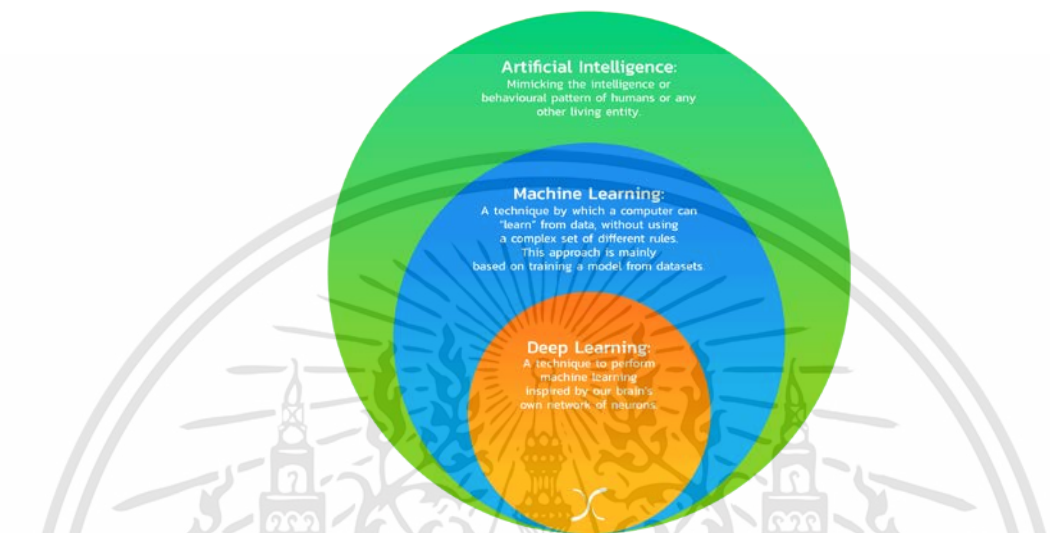 Artificial Intelligence:
Mimicking the intelligence or
behavioural pattern of humans or any
other living entity.
Machine Learning:
A technique by which a computer can
"learn" from data, without using
a complex set of different rules.
This approach is mainly
based on training a model from datasets.
Deep Learning:
A technique to perform
machine learning
inspired by our brain's
own network of neurons.